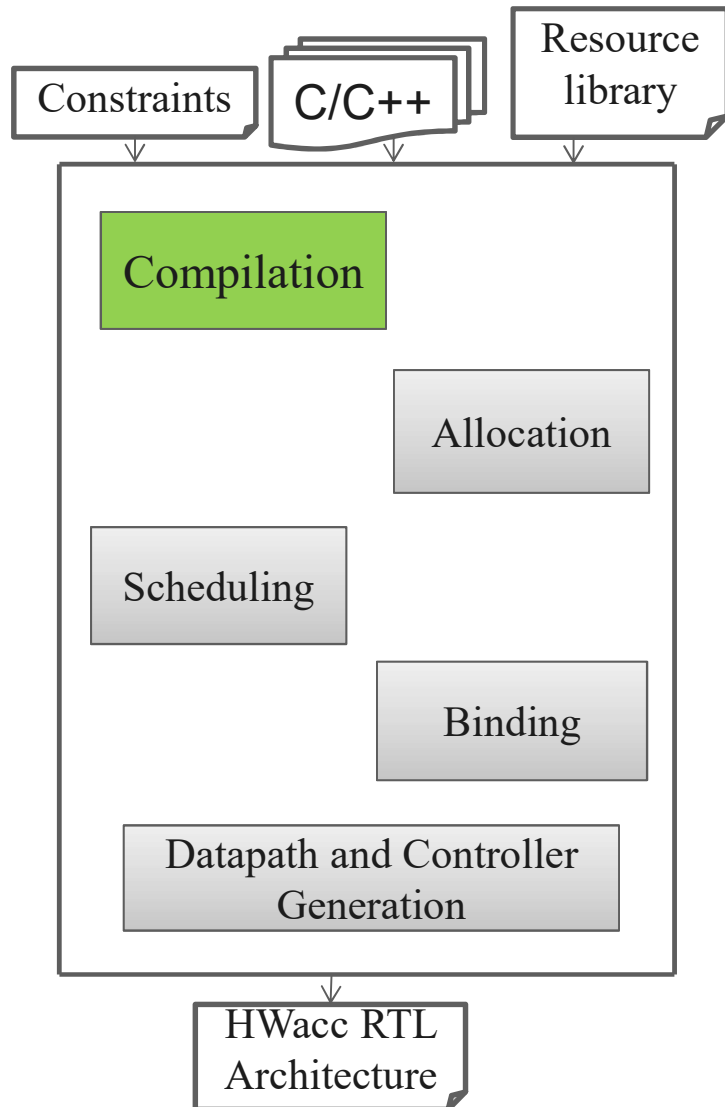 Constraints
C/C++
Resource
library
Compilation
Allocation
Scheduling
Binding
Datapath and Controller
Generation
HWacc RTL
Architecture